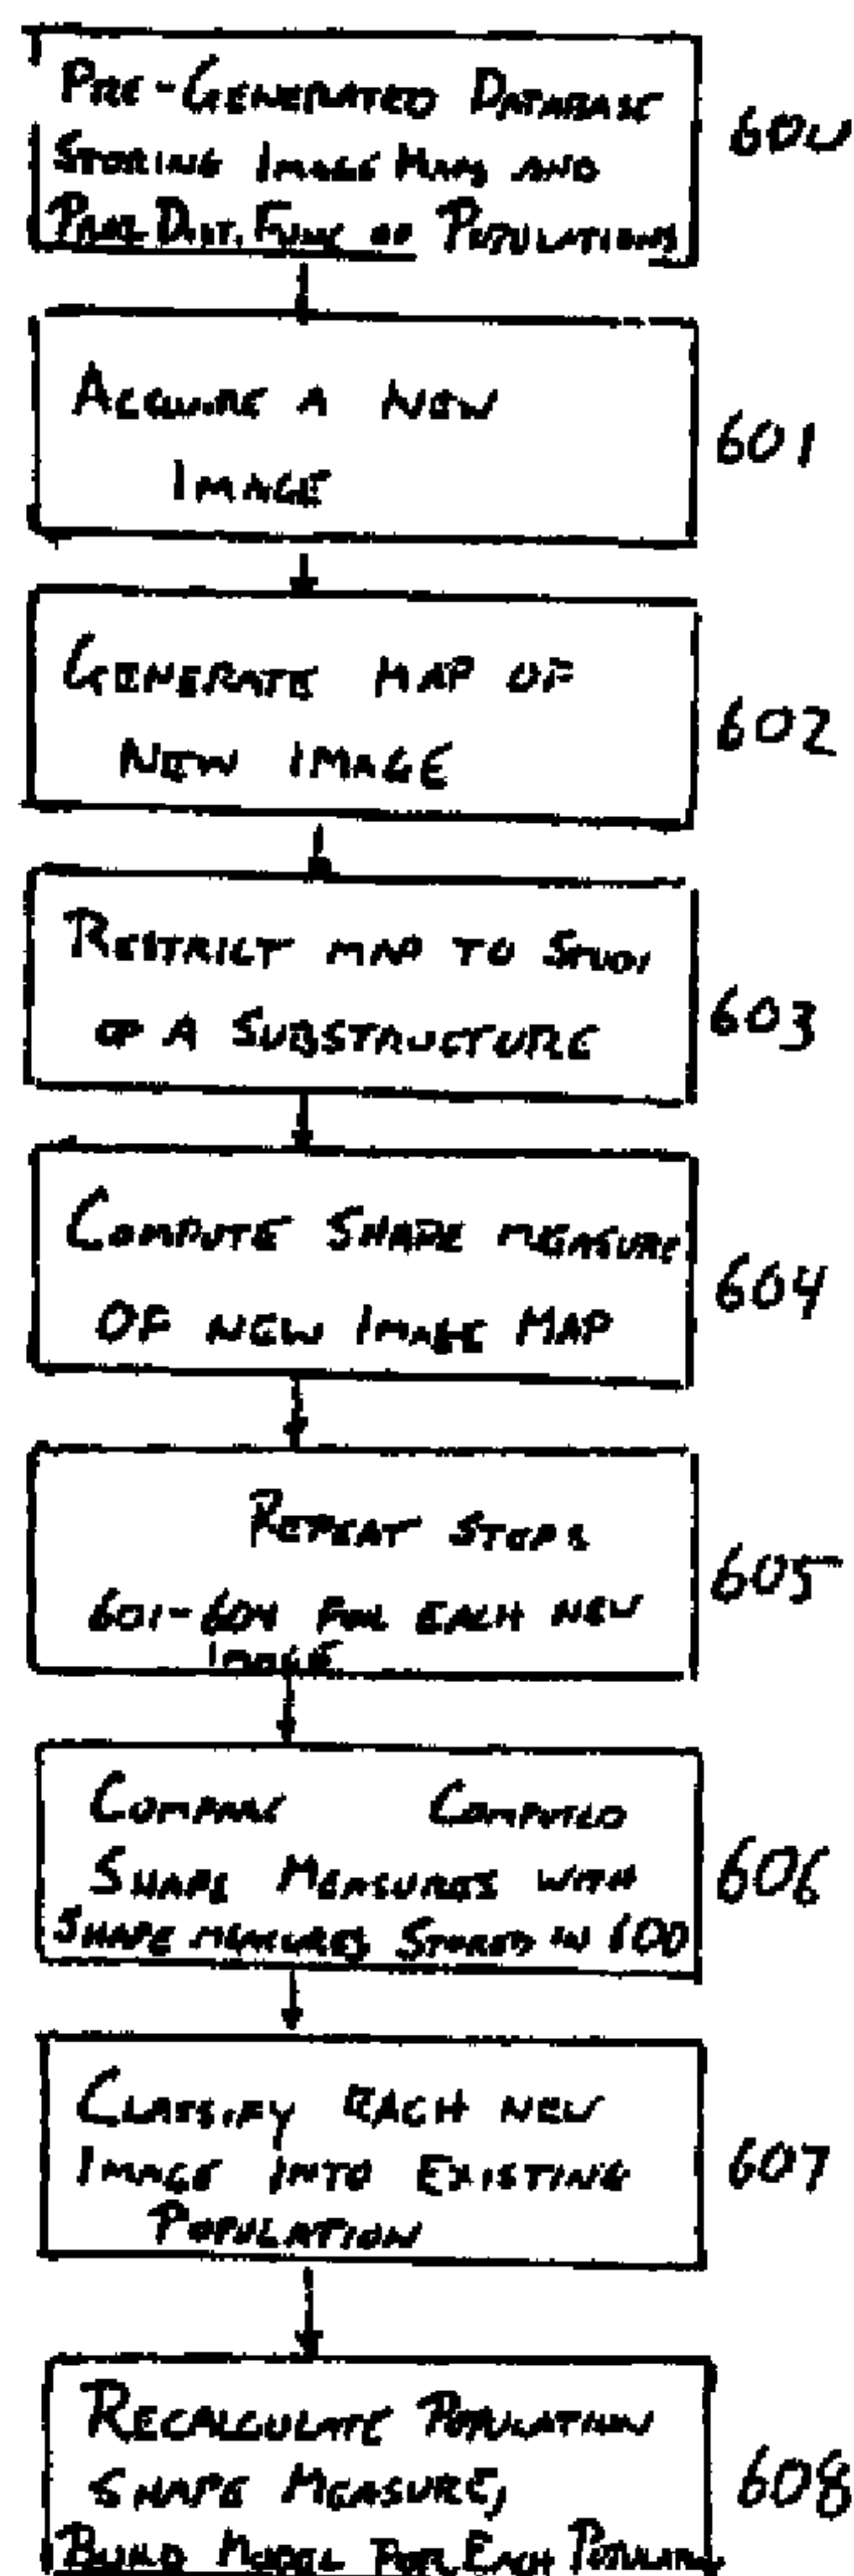 PRE-GENERATED DATABASE
STORING IMAGE MAPS AND
PROB. DIST. FUNC OF POPULATIONS
600
ACQUIRE A NEW
IMAGE
601
GENERATE MAP OF
NEW IMAGE
602
RESTRICT MAP TO STUDY
OF A SUBSTRUCTURE
603
COMPUTE SHAPE MEASURE
OF NEW IMAGE MAP
604
REPEAT STEPS
601-604 FOR EACH NEW
IMAGE
605
COMPARE COMPUTED
SHAPE MEASURES WITH
SHAPE MEASURES STORED IN 600
606
CLASSIFY EACH NEW
IMAGE INTO EXISTING
POPULATION
607
RECALCULATE POPULATION
SHAPE MEASURE,
BUILD MODEL FOR EACH POPULATION
608